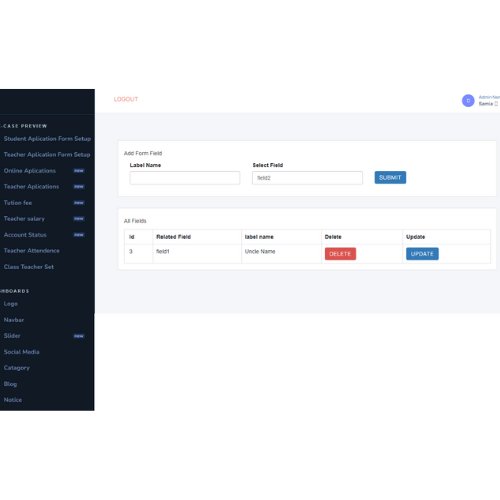 LOGOUT
Admin Nam
Samia
-CASE PREVIEW
Student Aplication Form Setup
Teacher Aplication Form Setup
Online Aplications new
Teacher Aplications new
Tution fee new
Teacher salary new
Account Status new
Teacher Attendence
Class Teacher Set
HBOARDS
Logo
Navbar
Slider new
Social Media
Catagory
Blog
Notice
Add Form Field
Label Name Select Field
field2 SUBMIT
All Fields
Id Related Field label name Delete Update
3 field1 Uncle Name DELETE UPDATE